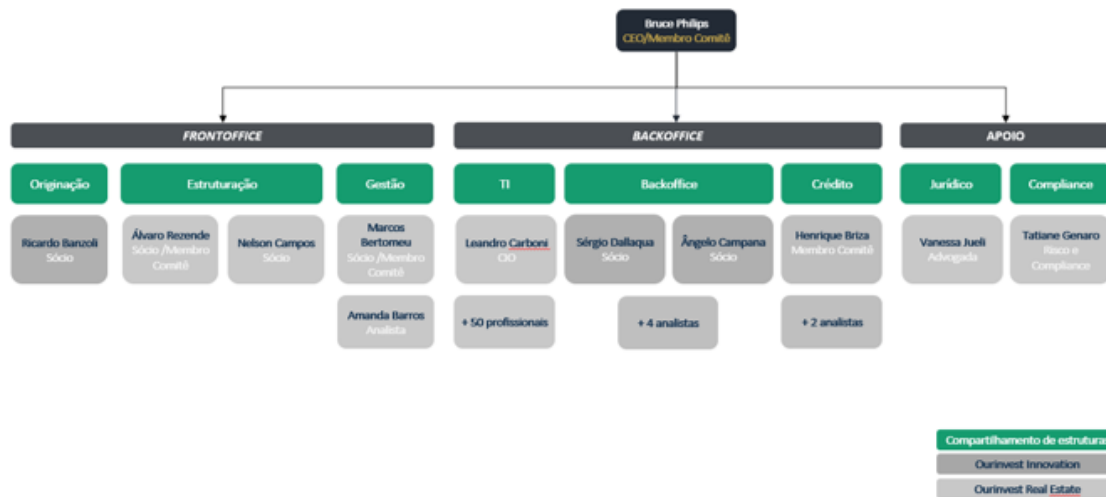 Bruce Philips
CEO/Membro Comitê
FRONTOFFICE
BACKOFFICE
APOIO
Originação
Estruturação
Gestão
TI
Backoffice
Crédito
Jurídico
Compliance
Ricardo Banzoli
Sócio
Álvaro Rezende
Sócio /Membro
Comitê
Nelson Campos
Sócio
Marcos
Bertomeu
Sócio /Membro
Comitê
Leandro Carboni
CIO
Sérgio Dallaqua
Sócio
Ângelo Campana
Sócio
Henrique Briza
Membro Comitê
Vanessa Jueli
Advogada
Tatiane Genaro
Risco e
Compliance
Amanda Barros
Analista
+ 50 profissionais
+ 4 analistas
+ 2 analistas
Compartilhamento de estruturas
Ourinvest Innovation
Ourinvest Real Estate